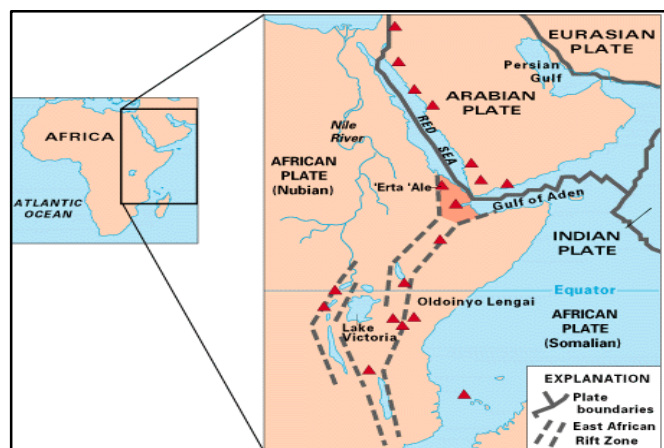 AFRICA
ATLANTIC
OCEAN
EURASIAN
PLATE
Persian
Gulf
ARABIAN
PLATE
RED SEA
Nile
River
AFRICAN
PLATE
(Nubian)
'Erta 'Ale
Gulf of Aden
INDIAN
PLATE
Equator
Oldoinyo Lengai
Lake
Victoria
AFRICAN
PLATE
(Somalian)
EXPLANATION
Plate
boundaries
East African
Rift Zone